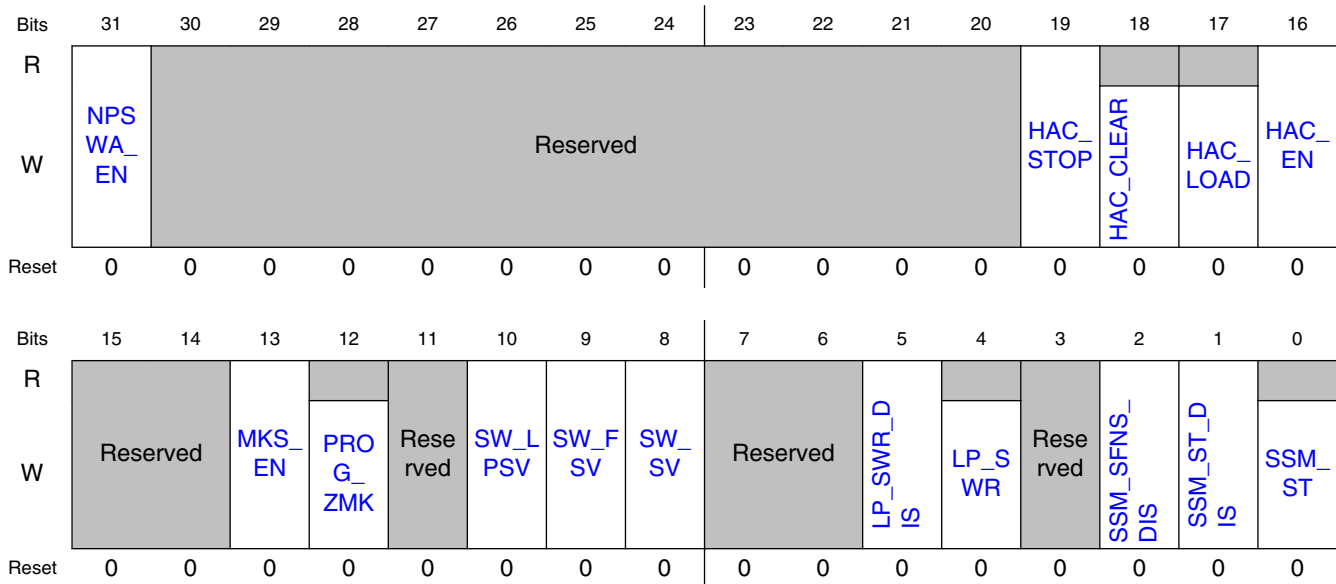 Bits 31 30 29 28 27 26 25 24 23 22 21 20 19 18 17 16
R
W
NPS
WA_
EN
Reserved
HAC_
STOP
HAC_CLEAR
HAC_
LOAD
HAC_
EN
Reset 0 0 0 0 0 0 0 0 0 0 0 0 0 0 0 0
Bits 15 14 13 12 11 10 9 8 7 6 5 4 3 2 1 0
R
W
Reserved
MKS_
EN
PRO
G_
ZMK
Rese
rved
SW_L
PSV
SW_F
SV
SW_
SV
Reserved
LP_SWR_D
IS
LP_S
WR
Rese
rved
SSM_SFNS_
DIS
SSM_ST_D
IS
SSM_
ST
Reset 0 0 0 0 0 0 0 0 0 0 0 0 0 0 0 0